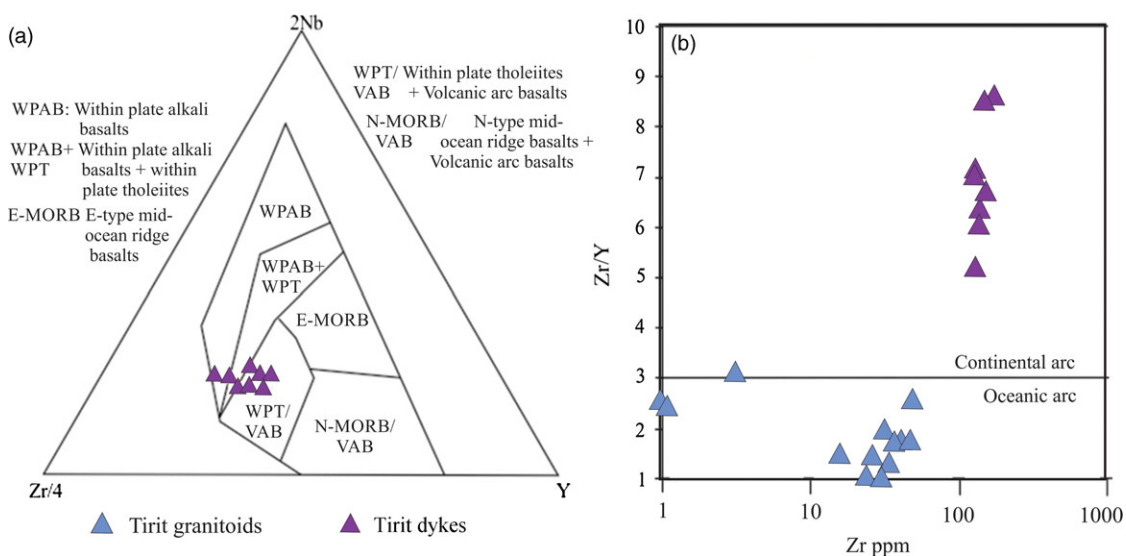 (a)
2Nb
WPAB: Within plate alkali
basalts
WPAB+ Within plate alkali
WPT basalts + within
plate tholeiites
E-MORB E-type mid-
ocean ridge
basalts
WPT/ Within plate tholeiites
VAB + Volcanic arc basalts
N-MORB/ N-type mid-
VAB ocean ridge basalts +
Volcanic arc basalts
WPAB
WPAB+
WPT
E-MORB
WPT/
VAB
N-MORB/
VAB
Zr/4
Y
Tirit granitoids
Tirit dykes
(b)
10
9
8
7
6
5
4
3
2
1
Zr/Y
Continental arc
Oceanic arc
1
10
100
1000
Zr ppm